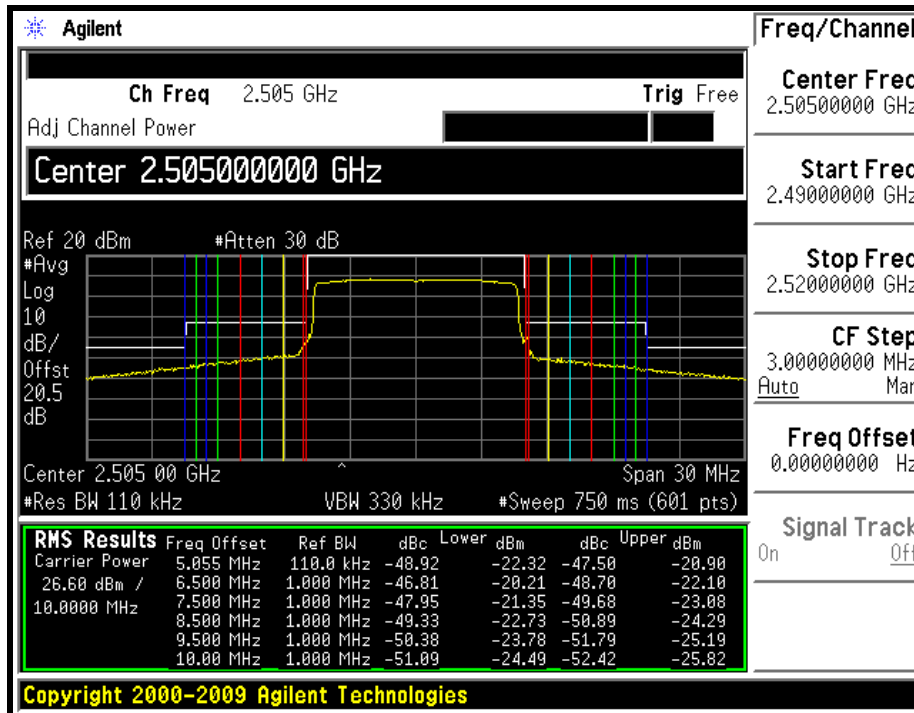 Agilent
Freq/Channel
Ch Freq 2.505 GHz Trig Free
Adj Channel Power
Center 2.505000000 GHz
Ref 20 dBm #Atten 30 dB
#Avg
Log
10
dB/
Offst
20.5
dB
Center 2.505 00 GHz ^ Span 30 MHz
#Res BW 110 kHz VBW 330 kHz #Sweep 750 ms (601 pts)
RMS Results Freq Offset Ref BW dBc Lower dBm dBc Upper dBm
Carrier Power 5.055 MHz 110.0 kHz -48.92 -22.32 -47.50 -20.90
26.60 dBm / 6.500 MHz 1.000 MHz -46.81 -20.21 -48.70 -22.10
10.0000 MHz 7.500 MHz 1.000 MHz -47.95 -21.35 -49.68 -23.08
8.500 MHz 1.000 MHz -49.33 -22.73 -50.89 -24.29
9.500 MHz 1.000 MHz -50.38 -23.78 -51.79 -25.19
10.00 MHz 1.000 MHz -51.09 -24.49 -52.42 -25.82
Center Freq
2.50500000 GHz
Start Freq
2.49000000 GHz
Stop Freq
2.52000000 GHz
CF Step
3.00000000 MHz
Auto Man
Freq Offset
0.00000000 Hz
Signal Track
On Off
Copyright 2000-2009 Agilent Technologies